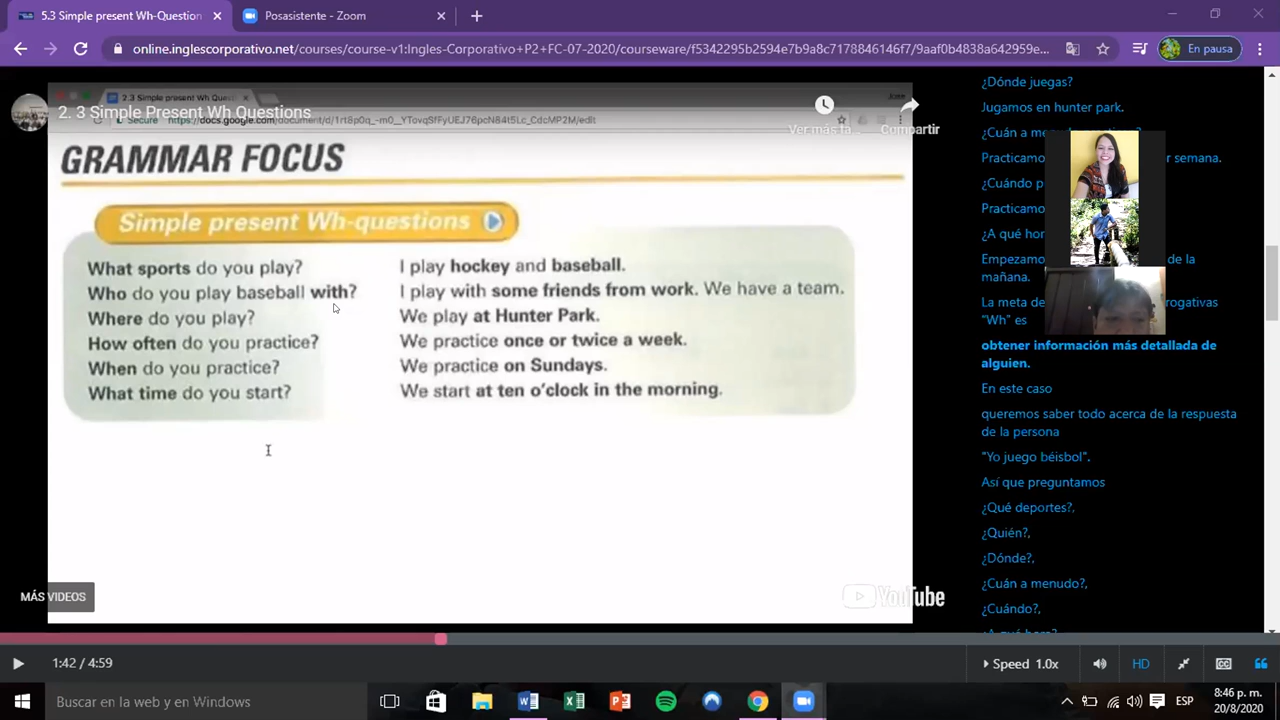 5.3 Simple present Wh-Question
Posasistente - Zoom
online.inglescorporativo.net/courses/course-v1:Ingles-Corporativo+P2+FC-07-2020/courseware/f5342295b2594e7b9a8c7178846146f7/9aaf0b4838a642959e...
En pausa
2.3 Simple present Wh Quest
2. 3 Simple Present Wh Questions
Secure
Ver más ta...
Compartir
GRAMMAR FOCUS
Simple present Wh-questions
What sports do you play? I play hockey and baseball.
Who do you play baseball with? I play with some friends from work. We have a team.
Where do you play? We play at Hunter Park.
How often do you practice? We practice once or twice a week.
When do you practice? We practice on Sundays.
What time do you start? We start at ten o'clock in the morning.
MÁS VIDEOS
YouTube
¿Dónde juegas?
Jugamos en hunter park.
¿Cuán a
Practicamo r semana.
¿Cuándo p
Practicamo
¿A qué hor
Empezamo de la
mañana.
La meta de rogativas
"Wh" es
obtener información más detallada de
alguien.
En este caso
queremos saber todo acerca de la respuesta
de la persona
"Yo juego béisbol".
Así que preguntamos
¿Qué deportes?,
¿Quién?,
¿Dónde?,
¿Cuán a menudo?,
¿Cuándo?,
1:42 / 4:59
Speed 1.0x
HD
Buscar en la web y en Windows
ESP
8:46 p. m.
20/8/2020